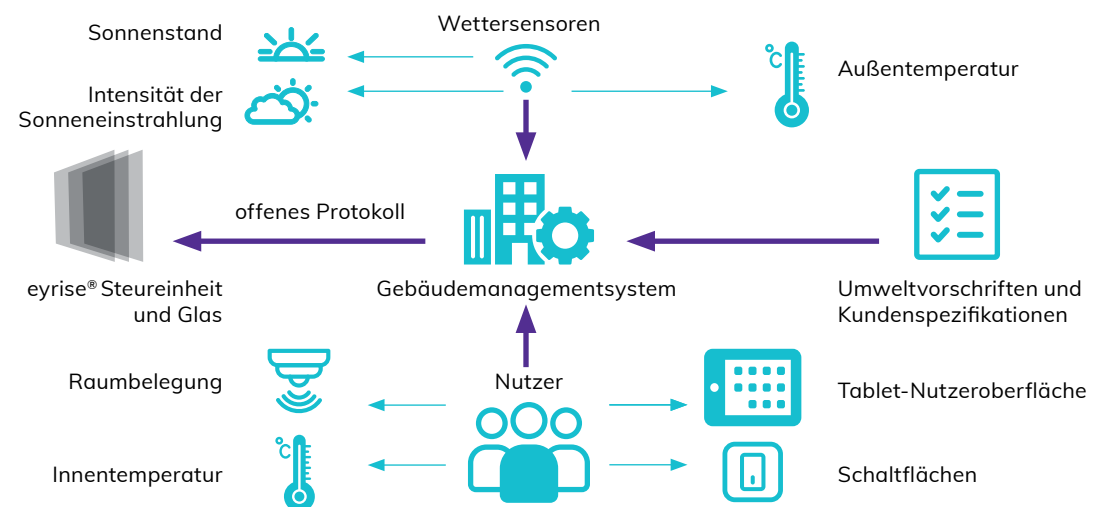 Wettersensoren
Sonnenstand
Intensität der
Sonneneinstrahlung
°C
Außentemperatur
offenes Protokoll
eyrise® Steureinheit
und Glas
Gebäudemanagementsystem
Umweltvorschriften und
Kundenspezifikationen
Nutzer
Raumbelegung
Tablet-Nutzeroberfläche
Innentemperatur
°C
Schaltflächen